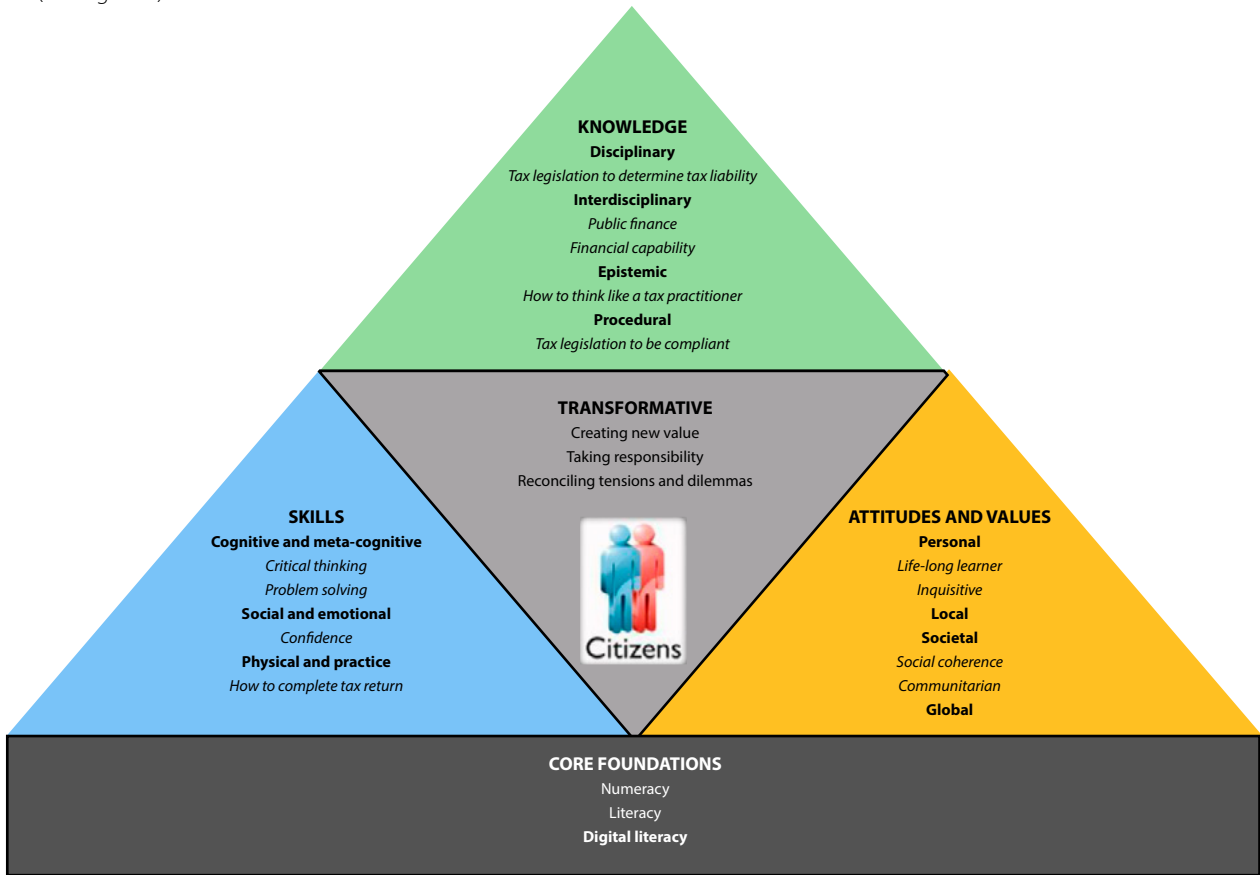 KNOWLEDGE
Disciplinary
Tax legislation to determine tax liability
Interdisciplinary
Public finance
Financial capability
Epistemic
How to think like a tax practitioner
Procedural
Tax legislation to be compliant
TRANSFORMATIVE
Creating new value
Taking responsibility
Reconciling tensions and dilemmas
Citizens
SKILLS
Cognitive and meta-cognitive
Critical thinking
Problem solving
Social and emotional
Confidence
Physical and practice
How to complete tax return
ATTITUDES AND VALUES
Personal
Life-long learner
Inquisitive
Local
Societal
Social coherence
Communitarian
Global
CORE FOUNDATIONS
Numeracy
Literacy
Digital literacy